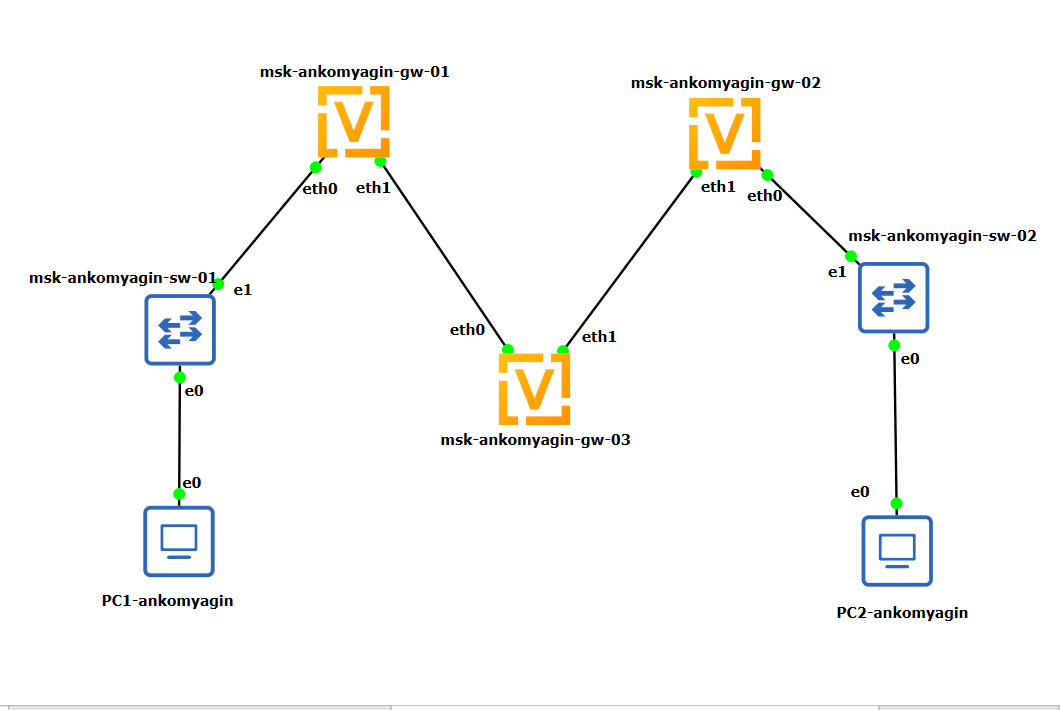 msk-ankomyagin-gw-01
msk-ankomyagin-gw-02
V
V
eth0
eth1
eth1
eth0
msk-ankomyagin-sw-02
msk-ankomyagin-sw-01
e1
e1
eth0
eth1
e0
V
e0
msk-ankomyagin-gw-03
e0
e0
PC1-ankomyagin
PC2-ankomyagin